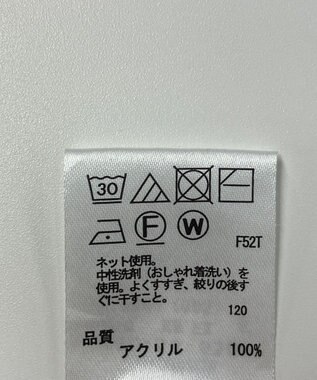 30
F W
F52T
ネット使用。
中性洗剤（おしゃれ着洗い）を
使用。よくすすぎ、絞りの後す
ぐに干すこと。
120
品質
アクリル 100%